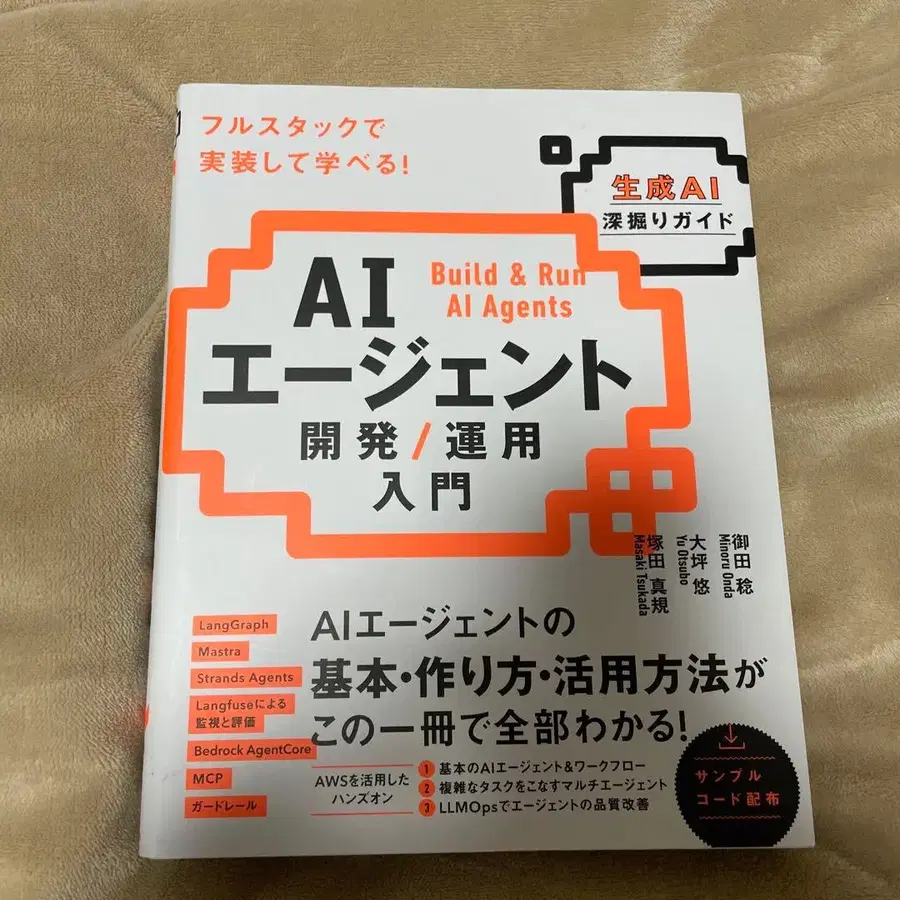 フルスタックで
実装して学べる!
生成AI
深掘りガイド
AI
エージェント
開発/運用
入門
Build & Run
AI Agents
御田 稔
Minoru Onda
大坪 悠
Yu Otsubo
塚田 真規
Masaki Tsukada
LangGraph
Mastra
Strands Agents
Langfuseによる
監視と評価
Bedrock AgentCore
MCP
ガードレール
AIエージェントの
基本・作り方・活用方法が
この一冊で全部わかる!
AWSを活用した
ハンズオン
1 基本のAIエージェント&ワークフロー
2 複雑なタスクをこなすマルチエージェント
3 LLMOpsでエージェントの品質改善
サンプル
コード配布